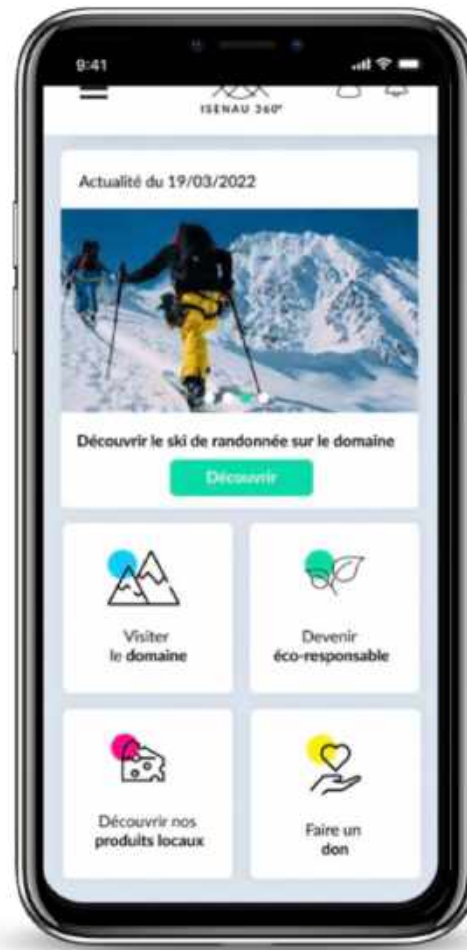 9:41
ISENAU 360°
Actualité du 19/03/2022
Découvrir le ski de randonnée sur le domaine
Découvrir
Visiter
le domaine
Devenir
éco-responsable
Découvrir nos
produits locaux
Faire un
don